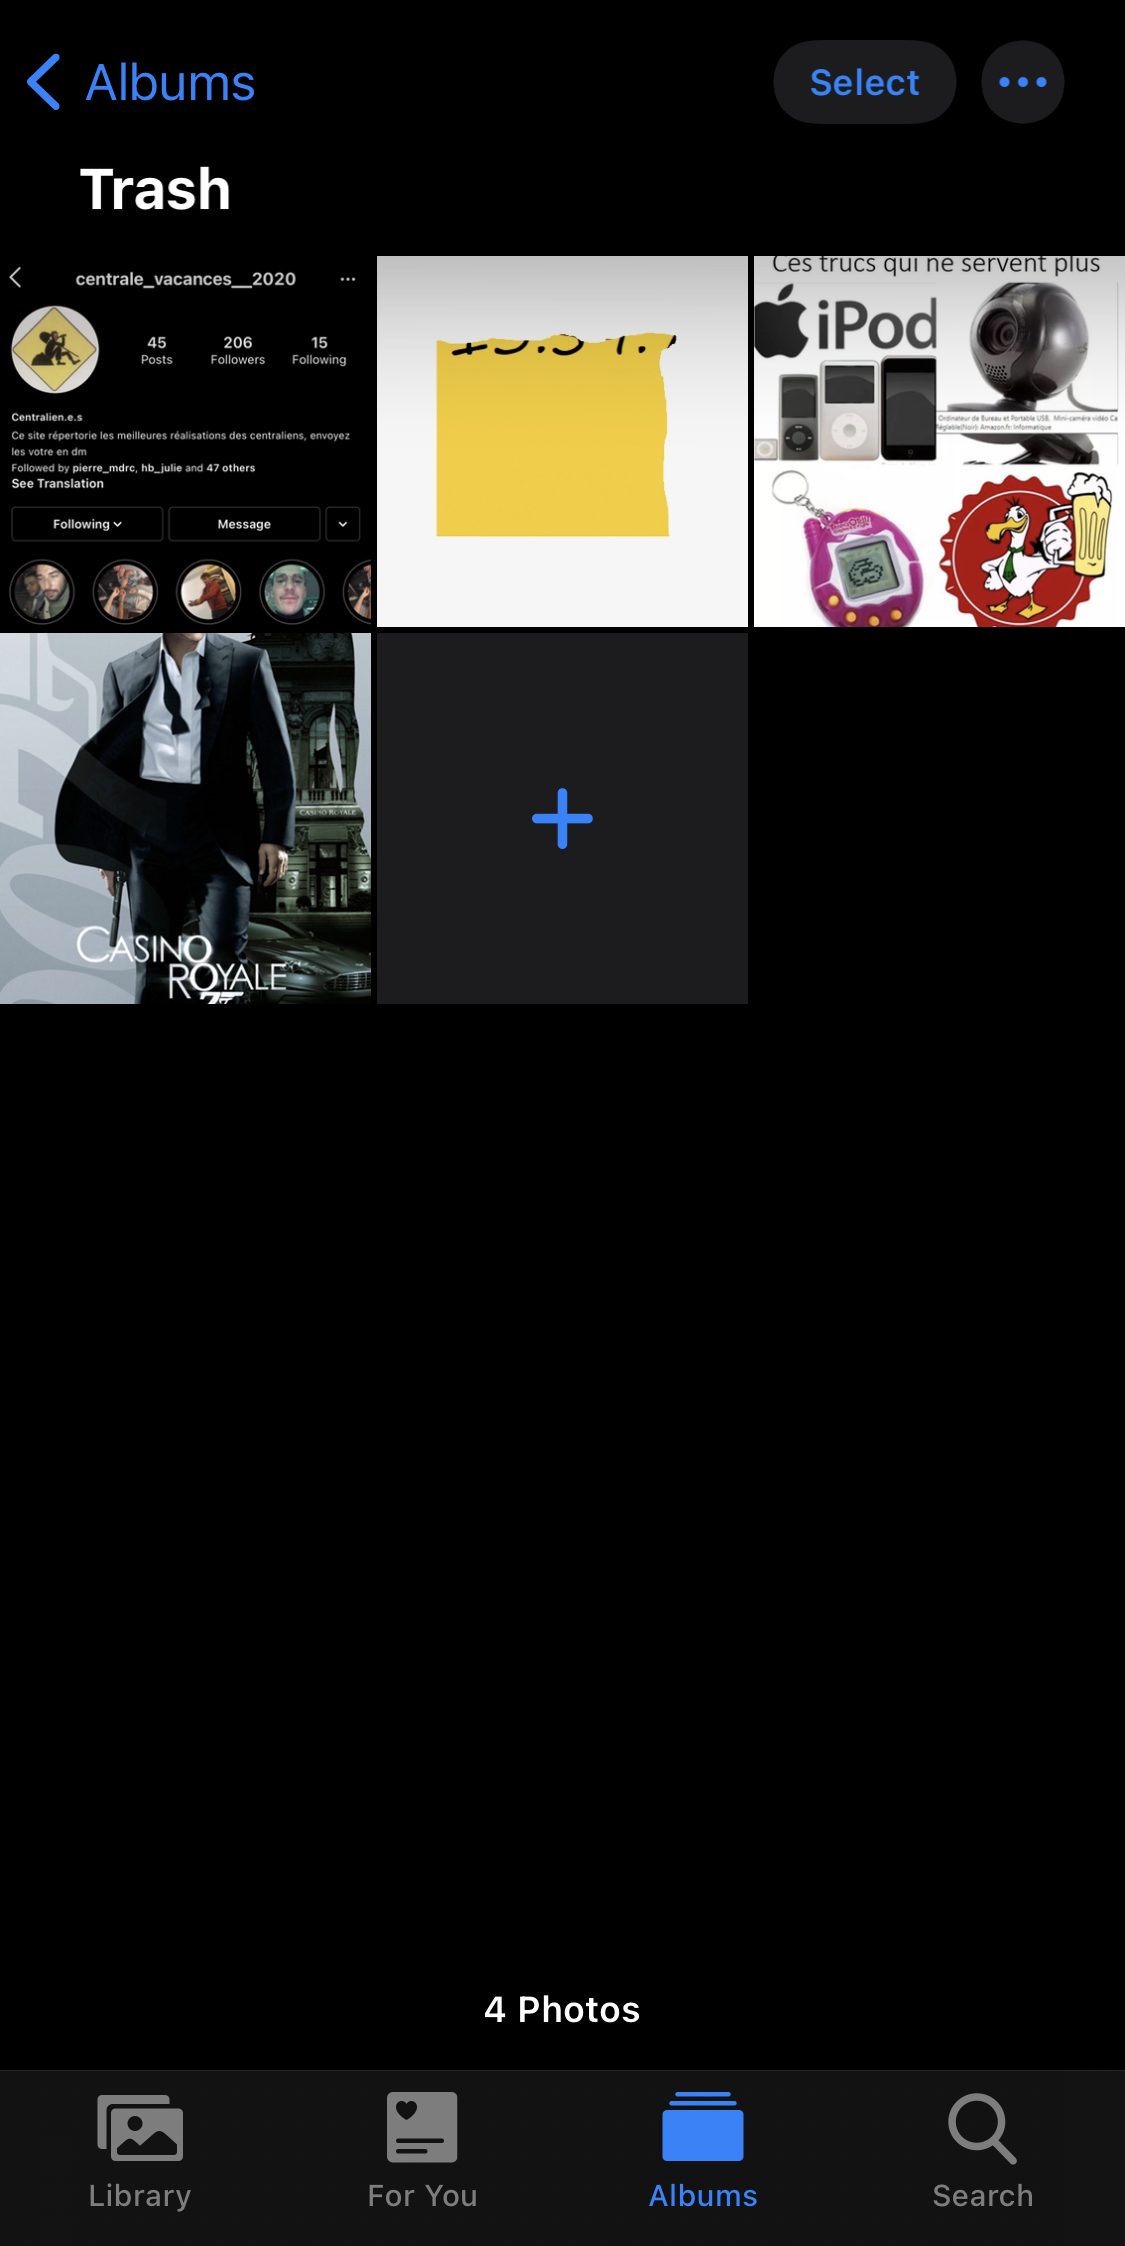 Albums
Select
Trash
centrale_vacances__2020
45
206
15
Posts
Followers
Following
Centralien.e.s
Ce site répertorie les meilleures réalisations des centraliens, envoyez
les votre en dm
Followed by pierre_mdrc, hb_julie and 47 others
See Translation
Following
Message
Ces trucs qui ne servent plus
iPod
Ordinateur de Bureau et Portable USB, Mini-caméra vidéo Ca
Réglable(Noir): Amazon.fr: Informatique
CASINO ROYALE
CASINO
ROYALE
4 Photos
Library
For You
Albums
Search